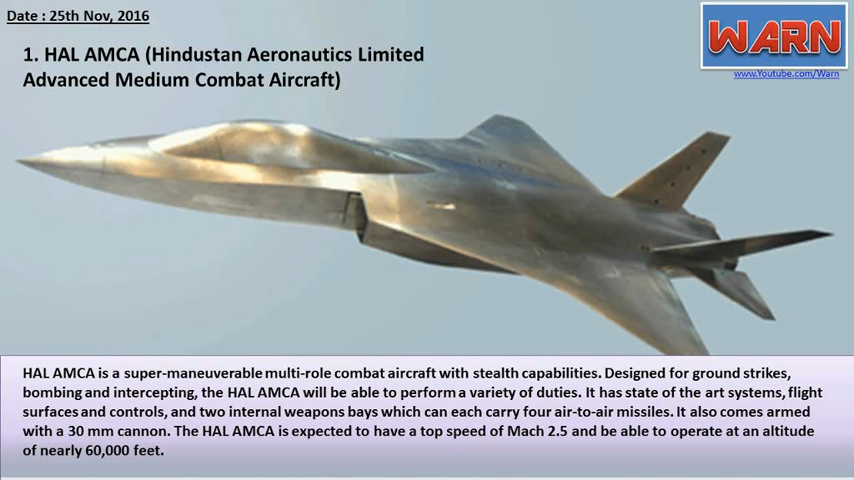 Date : 25th Nov, 2016
WARN
www.Youtube.com/Warn
1. HAL AMCA (Hindustan Aeronautics Limited
Advanced Medium Combat Aircraft)
HAL AMCA is a super-maneuverable multi-role combat aircraft with stealth capabilities. Designed for ground strikes,
bombing and intercepting, the HAL AMCA will be able to perform a variety of duties. It has state of the art systems, flight
surfaces and controls, and two internal weapons bays which can each carry four air-to-air missiles. It also comes armed
with a 30 mm cannon. The HAL AMCA is expected to have a top speed of Mach 2.5 and be able to operate at an altitude
of nearly 60,000 feet.